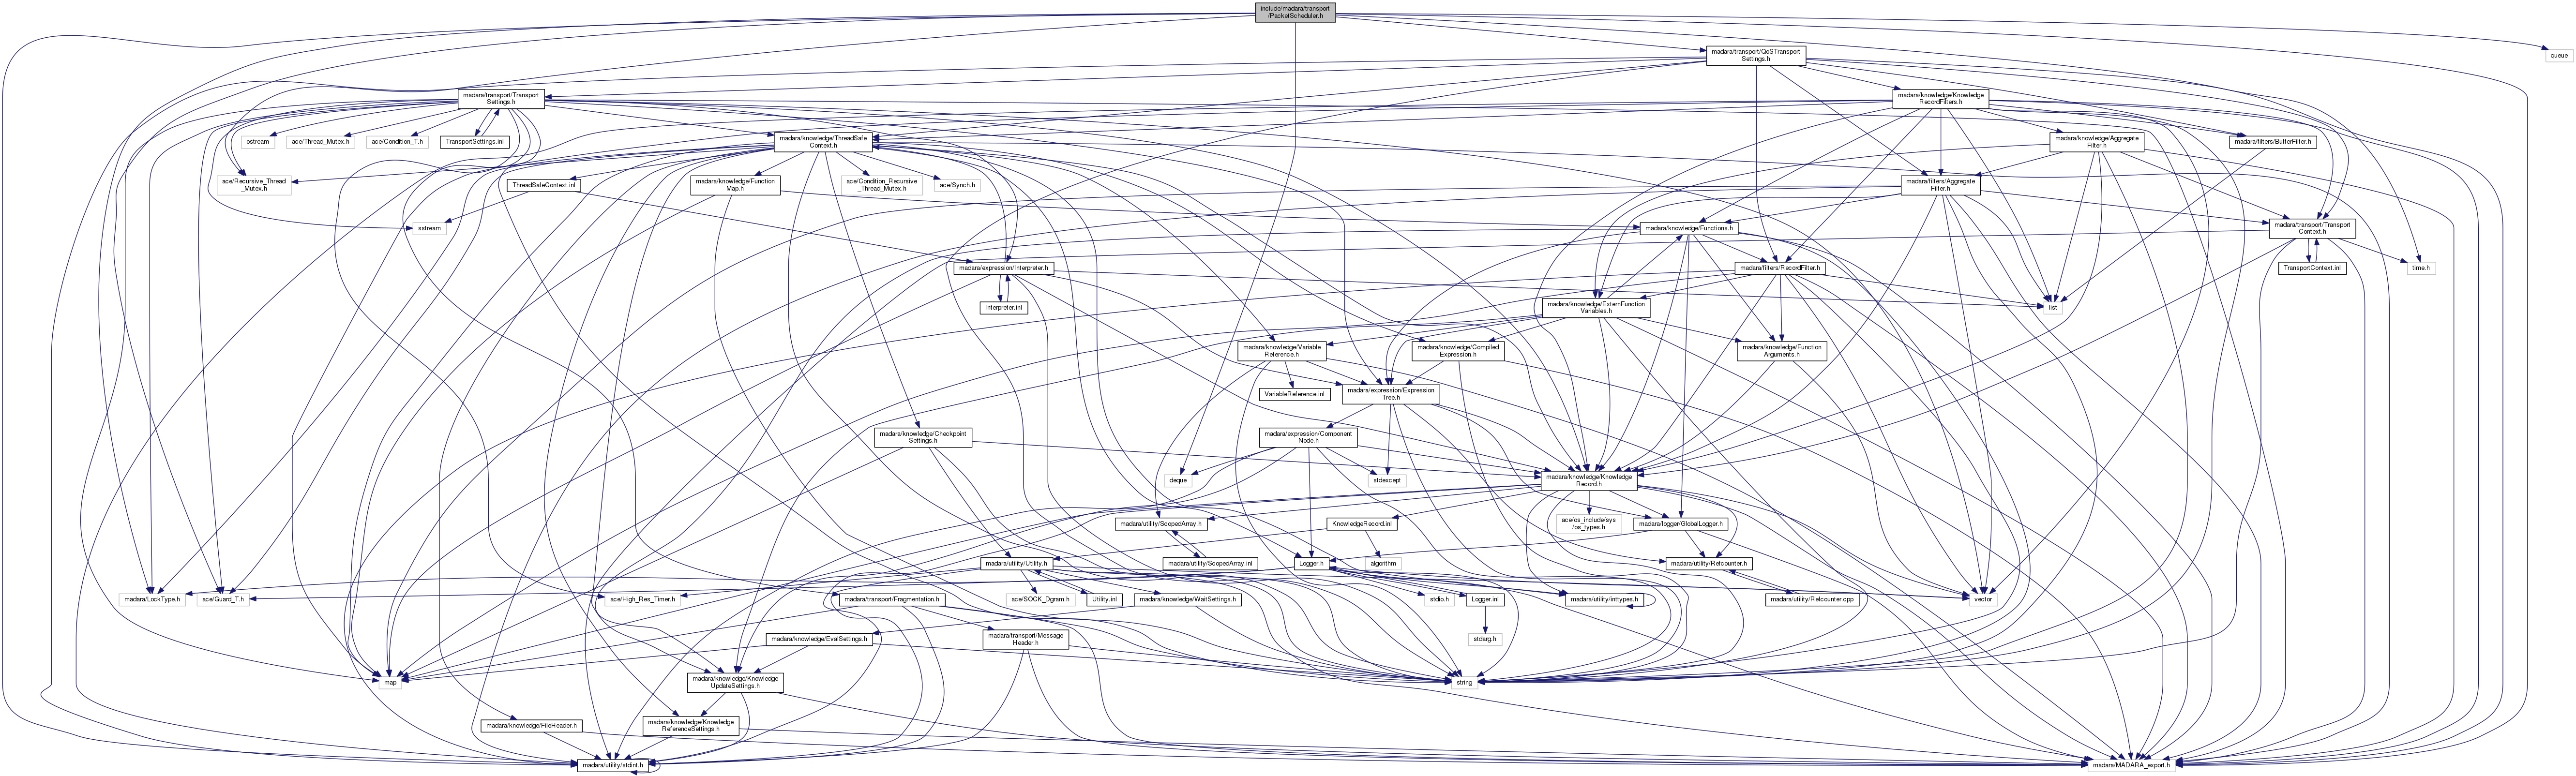 include/madara/transport
/PacketScheduler.h
madara/transport/QoSTransport
Settings.h
queue
madara/transport/Transport
Settings.h
madara/knowledge/Knowledge
RecordFilters.h
ostream
ace/Thread_Mutex.h
ace/Condition_T.h
TransportSettings.inl
madara/knowledge/ThreadSafe
Context.h
madara/knowledge/Aggregate
Filter.h
madara/filters/BufferFilter.h
ace/Recursive_Thread
_Mutex.h
ThreadSafeContext.inl
madara/knowledge/Function
Map.h
ace/Condition_Recursive
_Thread_Mutex.h
ace/Synch.h
madara/filters/Aggregate
Filter.h
sstream
madara/knowledge/Functions.h
madara/transport/Transport
Context.h
madara/expression/Interpreter.h
madara/filters/RecordFilter.h
TransportContext.inl
time.h
Interpreter.inl
madara/knowledge/ExternFunction
Variables.h
list
madara/knowledge/Variable
Reference.h
madara/knowledge/Compiled
Expression.h
madara/knowledge/Function
Arguments.h
VariableReference.inl
madara/expression/Expression
Tree.h
madara/knowledge/Checkpoint
Settings.h
madara/expression/Component
Node.h
deque
stdexcept
madara/knowledge/Knowledge
Record.h
madara/utility/ScopedArray.h
KnowledgeRecord.inl
ace/os_include/sys
/os_types.h
madara/logger/GlobalLogger.h
madara/utility/Utility.h
madara/utility/ScopedArray.inl
Logger.h
algorithm
madara/utility/Refcounter.h
madara/LockType.h
ace/Guard_T.h
ace/High_Res_Timer.h
madara/transport/Fragmentation.h
ace/SOCK_Dgram.h
Utility.inl
madara/knowledge/WaitSettings.h
stdio.h
Logger.inl
madara/utility/inttypes.h
madara/utility/Refcounter.cpp
vector
madara/knowledge/EvalSettings.h
madara/transport/Message
Header.h
stdarg.h
map
madara/knowledge/Knowledge
UpdateSettings.h
string
madara/knowledge/FileHeader.h
madara/knowledge/Knowledge
ReferenceSettings.h
madara/utility/stdint.h
madara/MADARA_export.h